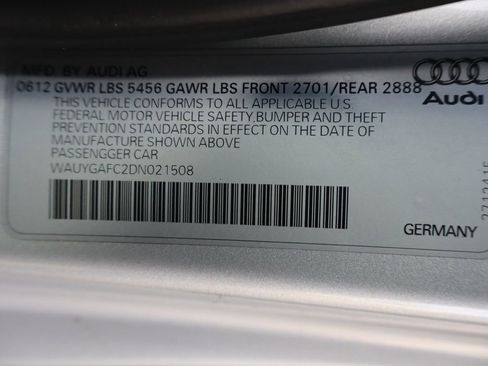 MFD. BY AUDI AG
0612 GVWR LBS 5456 GAWR LBS FRONT 2701/REAR 2888
THIS VEHICLE CONFORMS TO ALL APPLICABLE U.S.
FEDERAL MOTOR VEHICLE SAFETY,BUMPER AND THEFT
PREVENTION STANDARDS IN EFFECT ON THE DATE OF
MANUFACTURE SHOWN ABOVE
PASSENGGER CAR
WAUYGAFC2DN021508
Audi
GERMANY